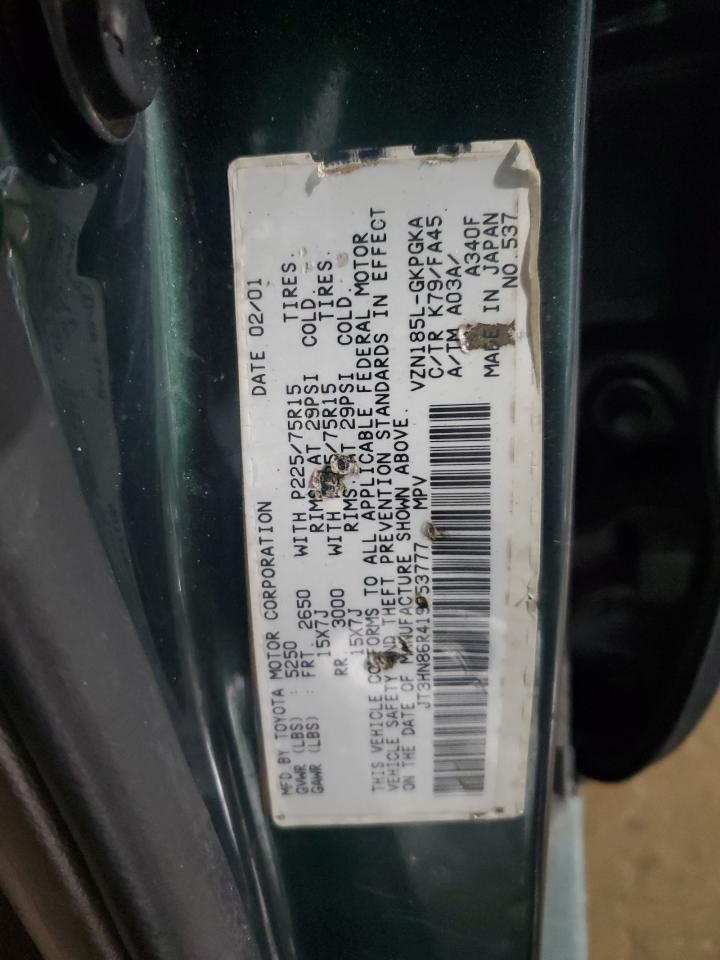 MFD BY TOYOTA MOTOR CORPORATION DATE 02/01
GVWR (LBS) : 5250
GAWR (LBS) : FRT. 2650 WITH P225/75R15 TIRES.
15X7J RIMS AT 29PSI COLD.
RR. 3000 WITH TIRES.
15X7J RIMS AT 29PSI COLD.
THIS VEHICLE TO ALL APPLICABLE FEDERAL MOTOR
VEHICLE SAFETY AND THEFT PREVENTION STANDARDS IN EFFECT
ON THE DATE OF MANUFACTURE SHOWN ABOVE.
MPV
VZN185L-GKPGKA
C/TR K79/FA45
A/TM A03A/
A340F
MADE IN JAPAN
NO.537